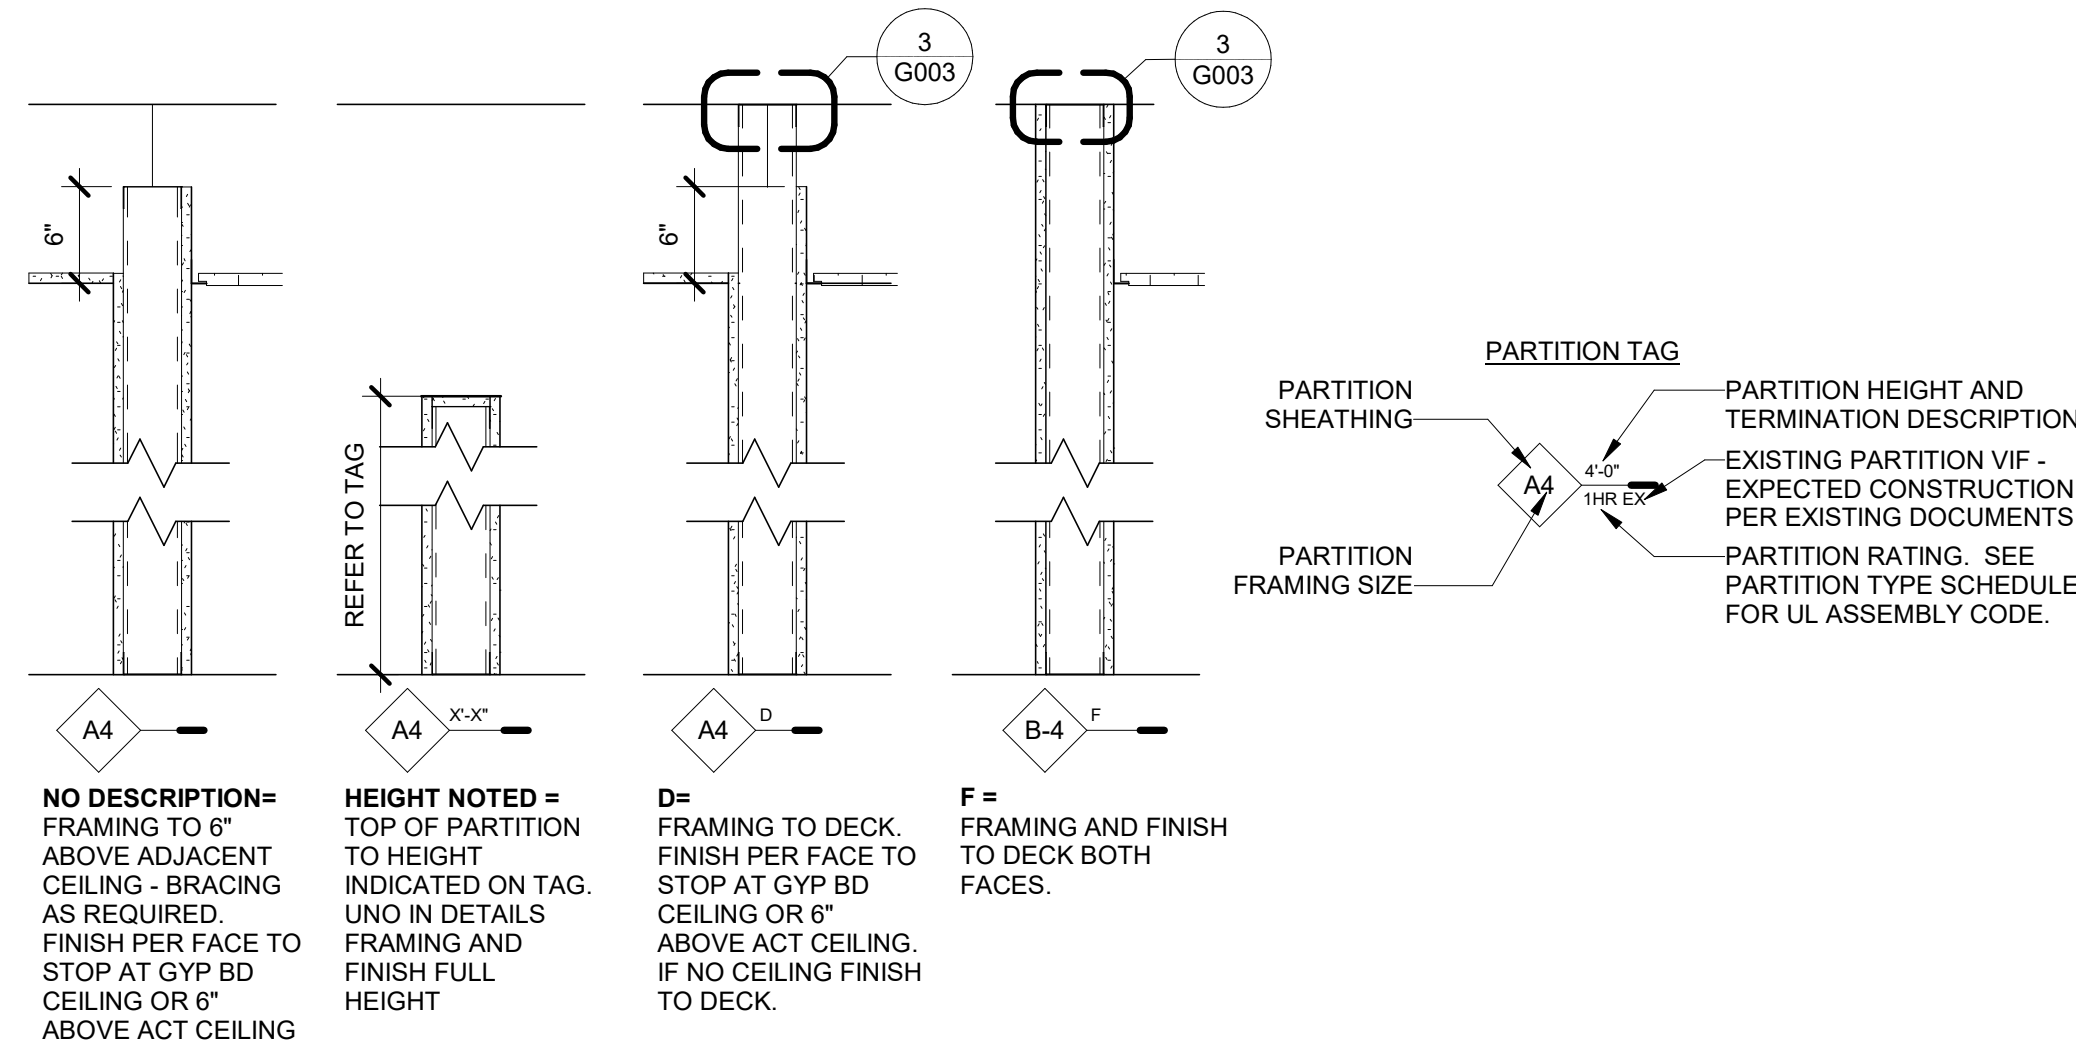 3
G003
3
G003
6"
REFER TO TAG
6"
A4
A4
X'-X"
A4
D
B-4
F
NO DESCRIPTION=
FRAMING TO 6"
ABOVE ADJACENT
CEILING - BRACING
AS REQUIRED.
FINISH PER FACE TO
STOP AT GYP BD
CEILING OR 6"
ABOVE ACT CEILING
HEIGHT NOTED =
TOP OF PARTITION
TO HEIGHT
INDICATED ON TAG.
UNO IN DETAILS
FRAMING AND
FINISH FULL
HEIGHT
D=
FRAMING TO DECK.
FINISH PER FACE TO
STOP AT GYP BD
CEILING OR 6"
ABOVE ACT CEILING.
IF NO CEILING FINISH
TO DECK.
F =
FRAMING AND FINISH
TO DECK BOTH
FACES.
PARTITION TAG
PARTITION
SHEATHING
PARTITION
FRAMING SIZE
A4
4'-0"
1HR EX
PARTITION HEIGHT AND
TERMINATION DESCRIPTION
EXISTING PARTITION VIF -
EXPECTED CONSTRUCTION
PER EXISTING DOCUMENTS
PARTITION RATING. SEE
PARTITION TYPE SCHEDULE
FOR UL ASSEMBLY CODE.